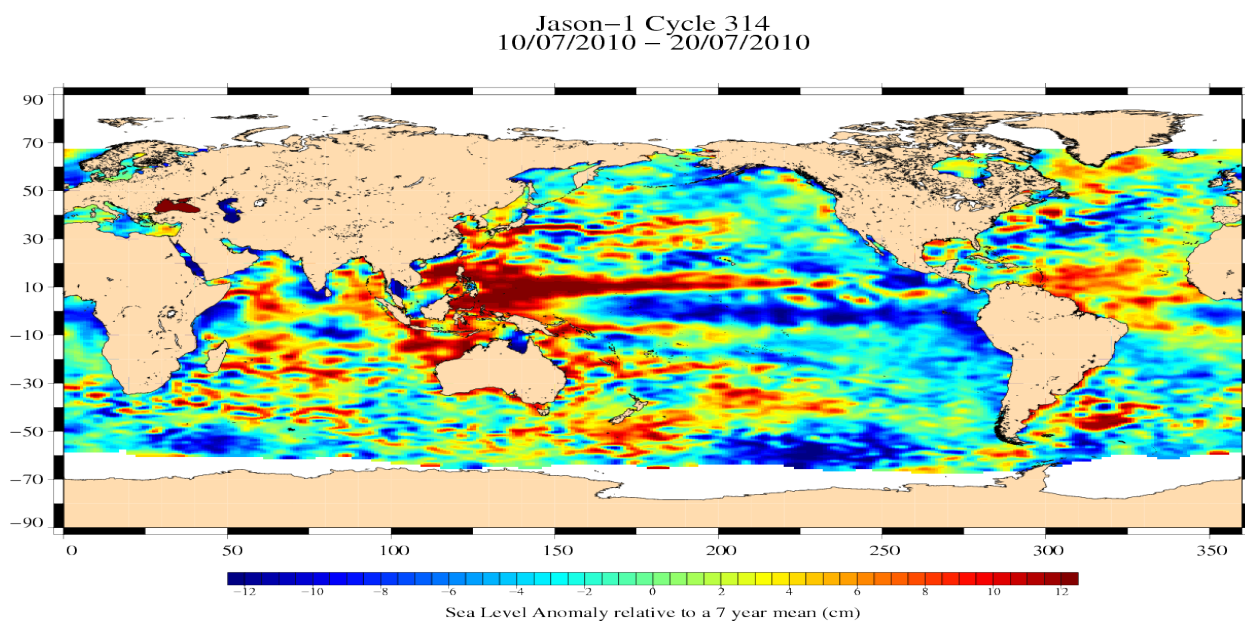 Jason−1 Cycle 314
10/07/2010 − 20/07/2010
90
70
50
30
10
−10
−30
−50
−70
−90
0 50 100 150 200 250 300 350
−12 −10 −8 −6 −4 −2 0 2 4 6 8 10 12
Sea Level Anomaly relative to a 7 year mean (cm)